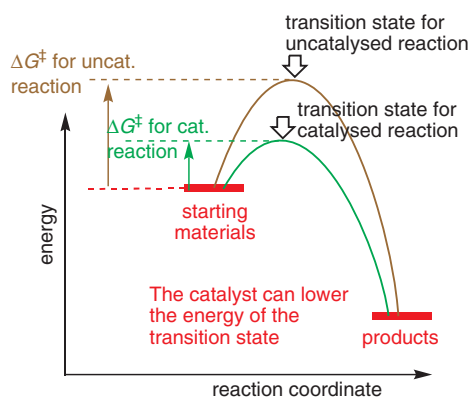 transition state for
uncatalysed reaction
ΔG‡ for uncat.
reaction
transition state for
catalysed reaction
ΔG‡ for cat.
reaction
energy
starting
materials
The catalyst can lower
the energy of the
transition state
products
reaction coordinate